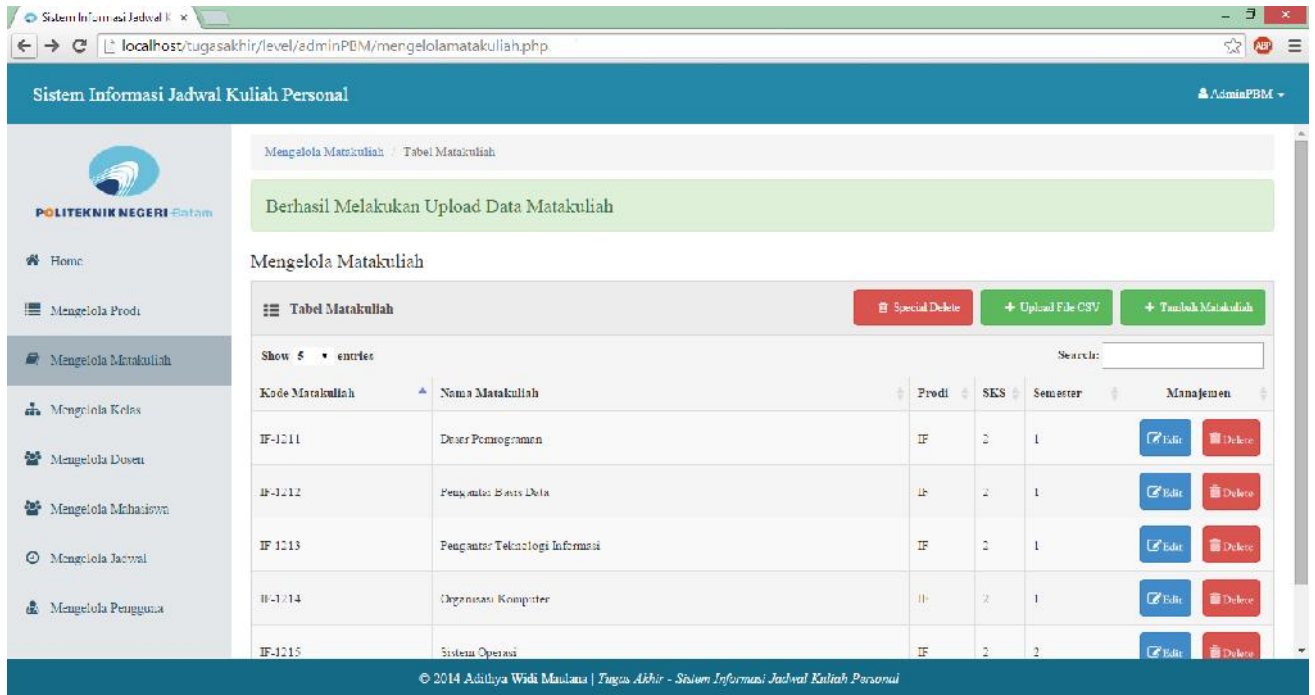 Sistem Informasi Jadwal K
localhost/tugasakhir/level/adminPBM/mengelolamatakuliah.php
ABP
Sistem Informasi Jadwal Kuliah Personal
AdminPBM
POLITEKNIK NEGERI Batam
Home
Mengelola Prodi
Mengelola Matakuliah
Mengelola Kelas
Mengelola Dosen
Mengelola Mahasiswa
Mengelola Jadwal
Mengelola Pengguna
Mengelola Matakuliah / Tabel Matakuliah
Berhasil Melakukan Upload Data Matakuliah
Mengelola Matakuliah
Tabel Matakuliah
Special Delete
+ Upload File CSV
+ Tambah Matakuliah
Show 5 entries
Search:
Kode Matakuliah Nama Matakuliah Prodi SKS Semester Manajemen
IF-1211 Dasar Pemrograman IF 2 1 Edit Delete
IF-1212 Pengantar Basis Data IF 2 1 Edit Delete
IF-1213 Pengantar Teknologi Informasi IF 2 1 Edit Delete
IF-1214 Organisasi Komputer IF 2 1 Edit Delete
IF-1215 Sistem Operasi IF 2 2 Edit Delete
© 2014 Adithya Widi Maulana | Tugas Akhir - Sistem Informasi Jadwal Kuliah Personal